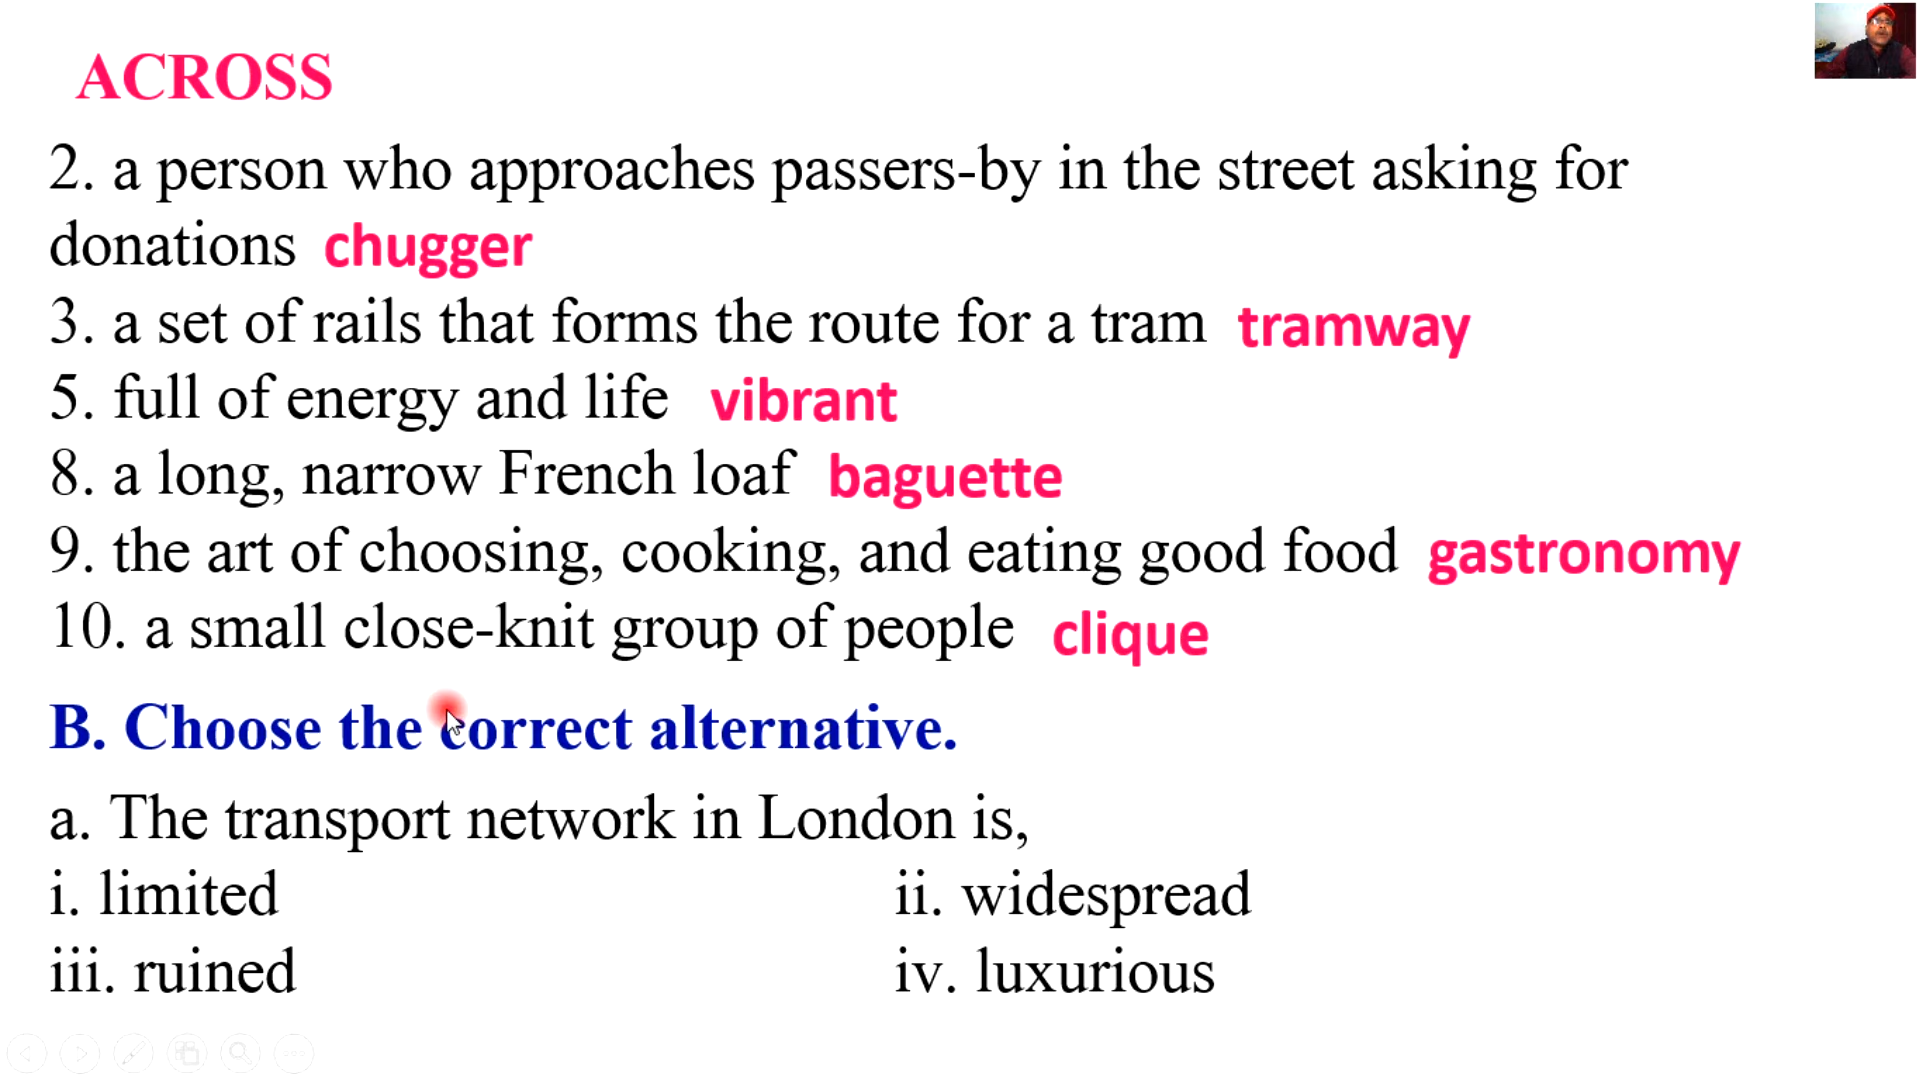 ACROSS
2. a person who approaches passers-by in the street asking for
donations chugger
3. a set of rails that forms the route for a tram tramway
5. full of energy and life vibrant
8. a long, narrow French loaf baguette
9. the art of choosing, cooking, and eating good food gastronomy
10. a small close-knit group of people clique
B. Choose the correct alternative.
a. The transport network in London is,
i. limited ii. widespread
iii. ruined iv. luxurious